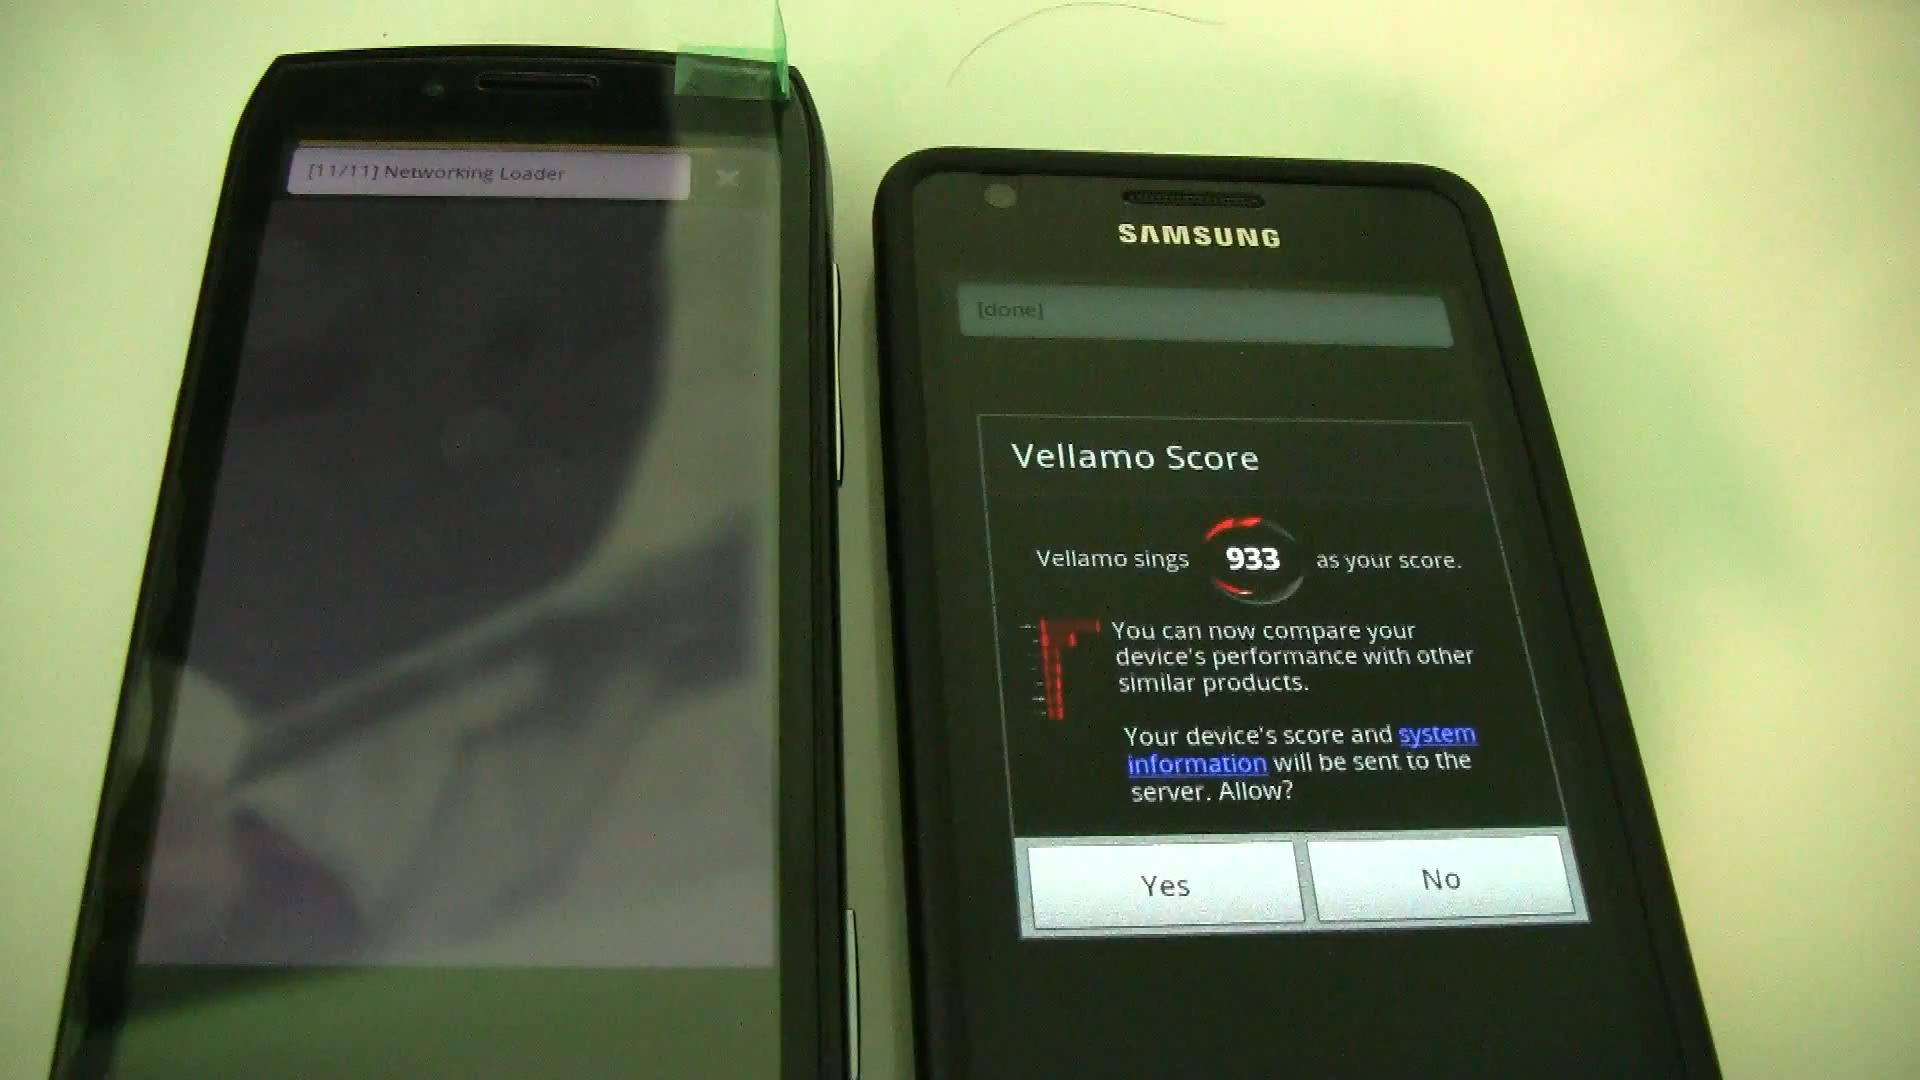 [11/11] Networking Loader
SAMSUNG
[done]
Vellamo Score
Vellamo sings 933 as your score.
You can now compare your
device's performance with other
similar products.
Your device's score and system
information will be sent to the
server. Allow?
Yes
No